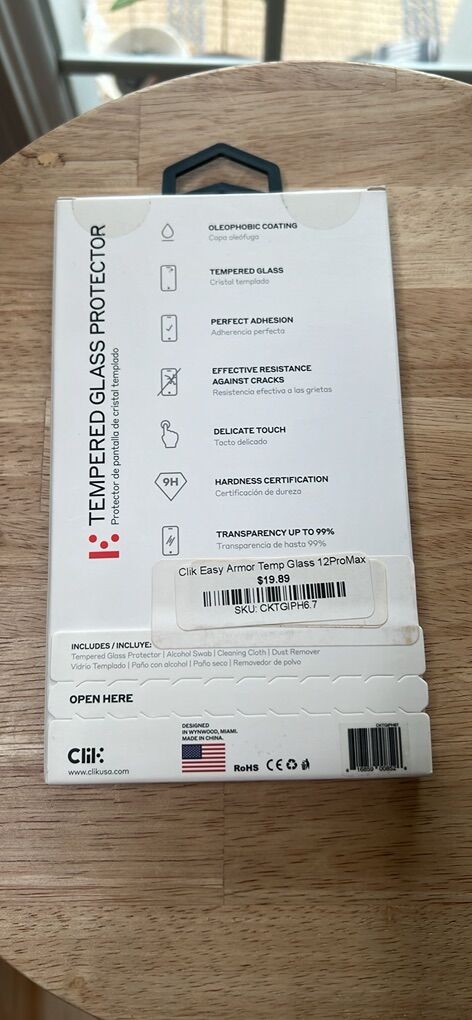 TEMPERED GLASS PROTECTOR
Protector de pantalla de cristal templado
OLEOPHOBIC COATING
Capa oleófuga
TEMPERED GLASS
Cristal templado
PERFECT ADHESION
Adherencia perfecta
EFFECTIVE RESISTANCE
AGAINST CRACKS
Resistencia efectiva a las grietas
DELICATE TOUCH
Tacto delicado
9H
HARDNESS CERTIFICATION
Certificación de dureza
TRANSPARENCY UP TO 99%
Transparencia de hasta 99%
Clik Easy Armor Temp Glass 12ProMax
$19.89
SKU: CKTGIPH6.7
INCLUDES / INCLUYE:
Tempered Glass Protector | Alcohol Swab | Cleaning Cloth | Dust Remover
Vidrio Templado | Paño con alcohol | Paño seco | Removedor de polvo
OPEN HERE
Clik:
www.clikusa.com
DESIGNED
IN WYNWOOD, MIAMI.
MADE IN CHINA.
RoHS CE